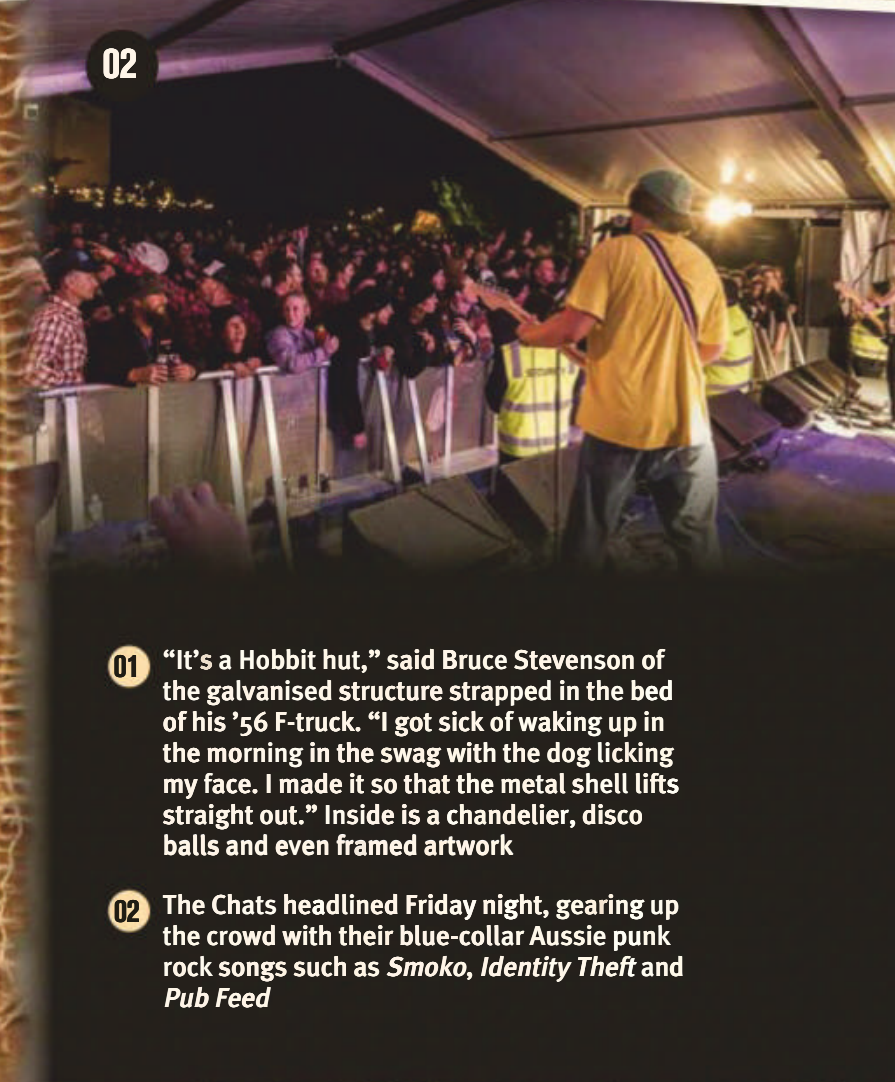 02
SECURITY
01 “It’s a Hobbit hut,” said Bruce Stevenson of
the galvanised structure strapped in the bed
of his ’56 F-truck. “I got sick of waking up in
the morning in the swag with the dog licking
my face. I made it so that the metal shell lifts
straight out.” Inside is a chandelier, disco
balls and even framed artwork
02 The Chats headlined Friday night, gearing up
the crowd with their blue-collar Aussie punk
rock songs such as Smoko, Identity Theft and
Pub Feed